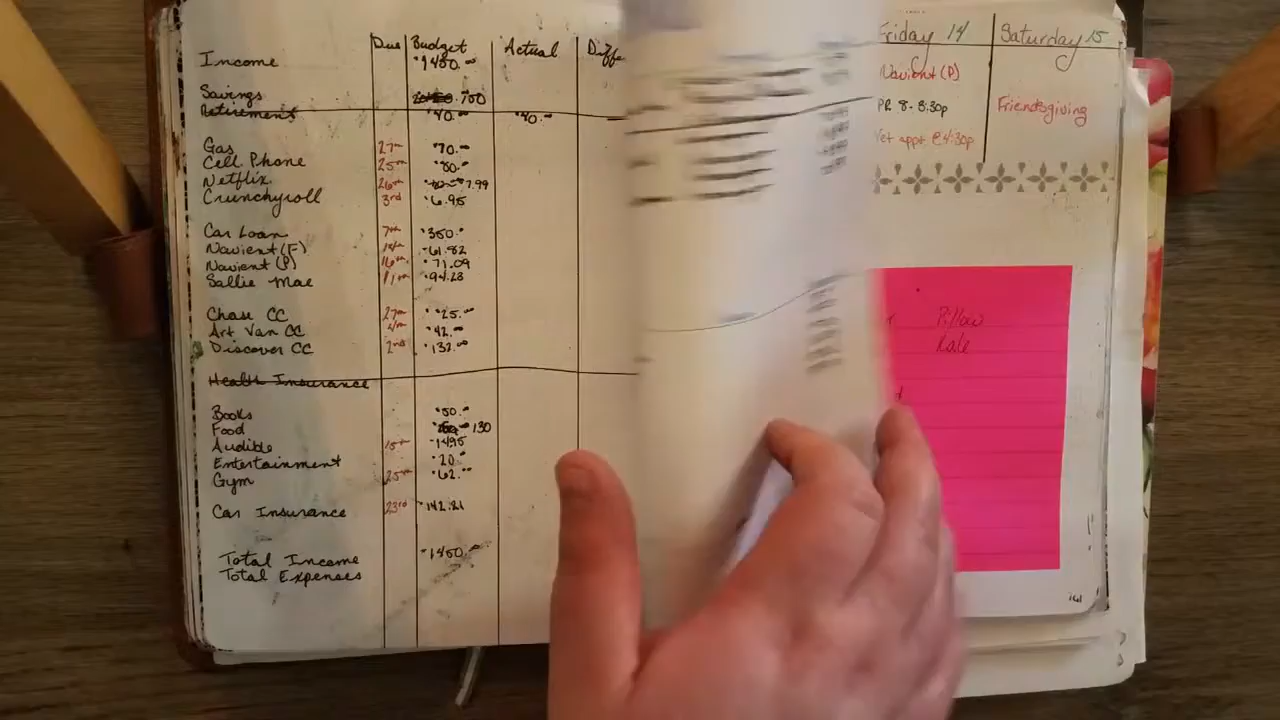 Due Budget Actual Diffe
Income $1450.00
Savings 700
Retirement $40.00 $40.00
Gas 27th $70.00
Cell Phone 25th $80.00
Netflix 26th $7.99
Crunchyroll 3rd $6.95
Car Loan 7th $350.00
Navient (F) $61.82
Navient (P) 16th $71.09
Sallie Mae 11th $94.28
Chase CC 27th $25.00
Art Van CC $42.00
Discover CC 2nd $132.00
Health Insurance
Books $50.00
Food 130
Audible 15th $14.95
Entertainment $20.00
Gym 25th $62.00
Car Insurance 23rd $142.21
Total Income $1450.00
Total Expenses
Friday 14 Saturday 15
Navient (P)
PR 8-8:30p Friendsgiving
Vet appt @ 4:30p
Pillow
Kale
161